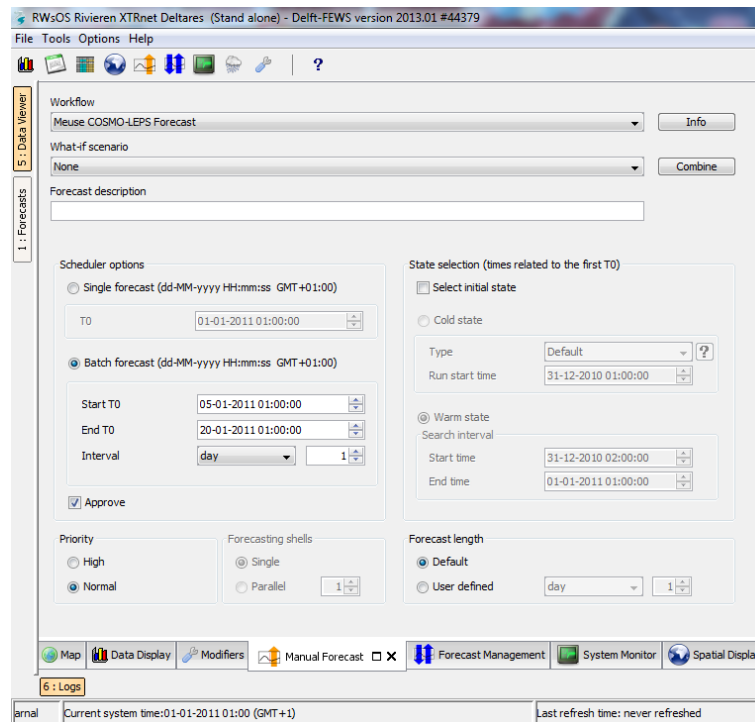 RWsOS Rivieren XTRnet Deltares (Stand alone) - Delft-FEWS version 2013.01 #44379
File Tools Options Help
?
5 : Data Viewer
1 : Forecasts
Workflow
Meuse COSMO-LEPS Forecast
Info
What-if scenario
None
Combine
Forecast description
Scheduler options
Single forecast (dd-MM-yyyy HH:mm:ss GMT+01:00)
T0
01-01-2011 01:00:00
Batch forecast (dd-MM-yyyy HH:mm:ss GMT+01:00)
Start T0
05-01-2011 01:00:00
End T0
20-01-2011 01:00:00
Interval
day
1
Approve
State selection (times related to the first T0)
Select initial state
Cold state
Type
Default
?
Run start time
31-12-2010 01:00:00
Warm state
Search interval
Start time
31-12-2010 02:00:00
End time
01-01-2011 01:00:00
Priority
High
Normal
Forecasting shells
Single
Parallel
1
Forecast length
Default
User defined
day
1
Map
Data Display
Modifiers
Manual Forecast
Forecast Management
System Monitor
Spatial Displa
6 : Logs
arnal
Current system time:01-01-2011 01:00 (GMT+1)
Last refresh time: never refreshed